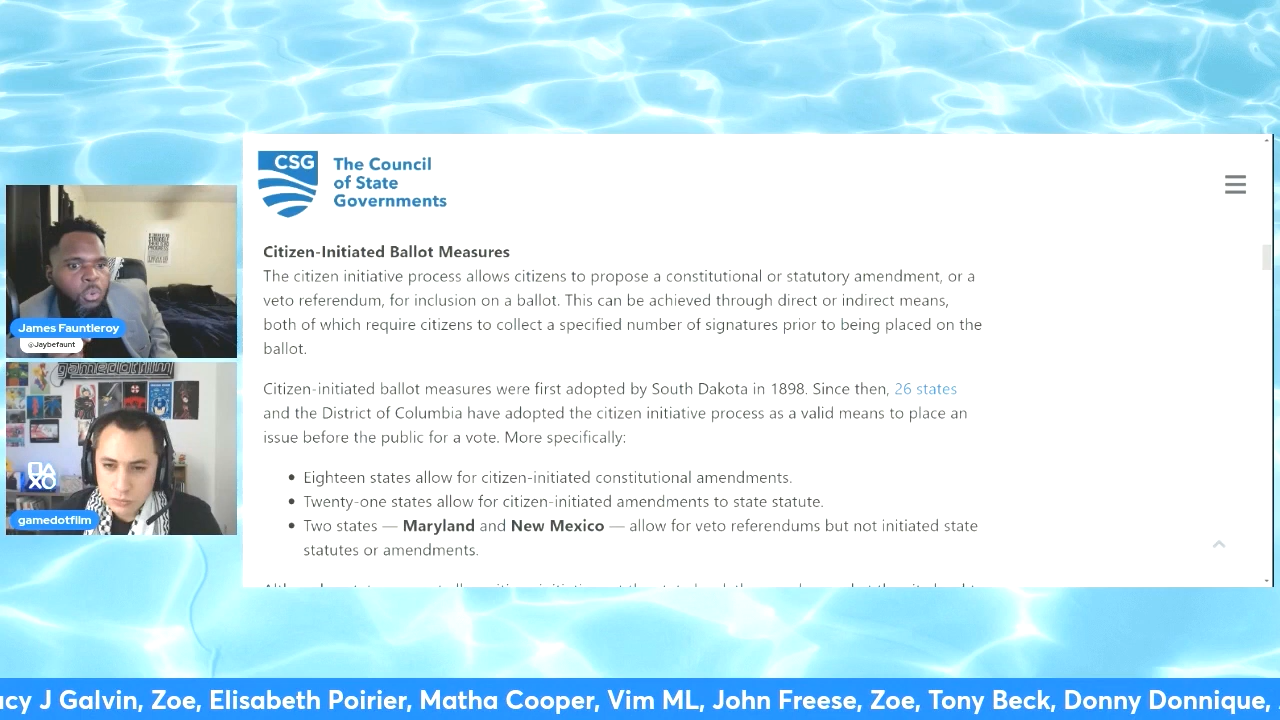 CSG
The Council
of State
Governments
Citizen-Initiated Ballot Measures
The citizen initiative process allows citizens to propose a constitutional or statutory amendment, or a
veto referendum, for inclusion on a ballot. This can be achieved through direct or indirect means,
both of which require citizens to collect a specified number of signatures prior to being placed on the
ballot.
Citizen-initiated ballot measures were first adopted by South Dakota in 1898. Since then, 26 states
and the District of Columbia have adopted the citizen initiative process as a valid means to place an
issue before the public for a vote. More specifically:
• Eighteen states allow for citizen-initiated constitutional amendments.
• Twenty-one states allow for citizen-initiated amendments to state statute.
• Two states — Maryland and New Mexico — allow for veto referendums but not initiated state
statutes or amendments.
James Fauntleroy
@Jaybefaunt
gamedotfilm
gamedotfilm
J Galvin, Zoe, Elisabeth Poirier, Matha Cooper, Vim ML, John Freese, Zoe, Tony Beck, Donny Donnique,